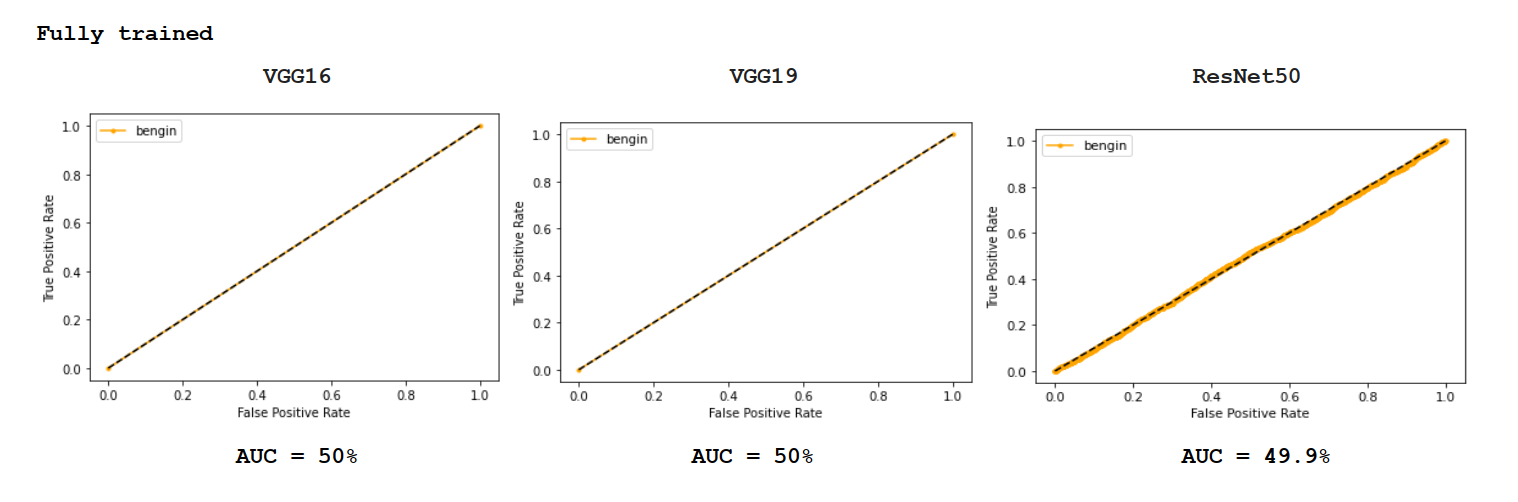 Fully trained
VGG16
VGG19
ResNet50
bengin
1.0
0.8
0.6
0.4
0.2
0.0
True Positive Rate
0.0 0.2 0.4 0.6 0.8 1.0
False Positive Rate
bengin
1.0
0.8
0.6
0.4
0.2
0.0
True Positive Rate
0.0 0.2 0.4 0.6 0.8 1.0
False Positive Rate
bengin
1.0
0.8
0.6
0.4
0.2
0.0
True Positive Rate
0.0 0.2 0.4 0.6 0.8 1.0
False Positive Rate
AUC = 50%
AUC = 50%
AUC = 49.9%